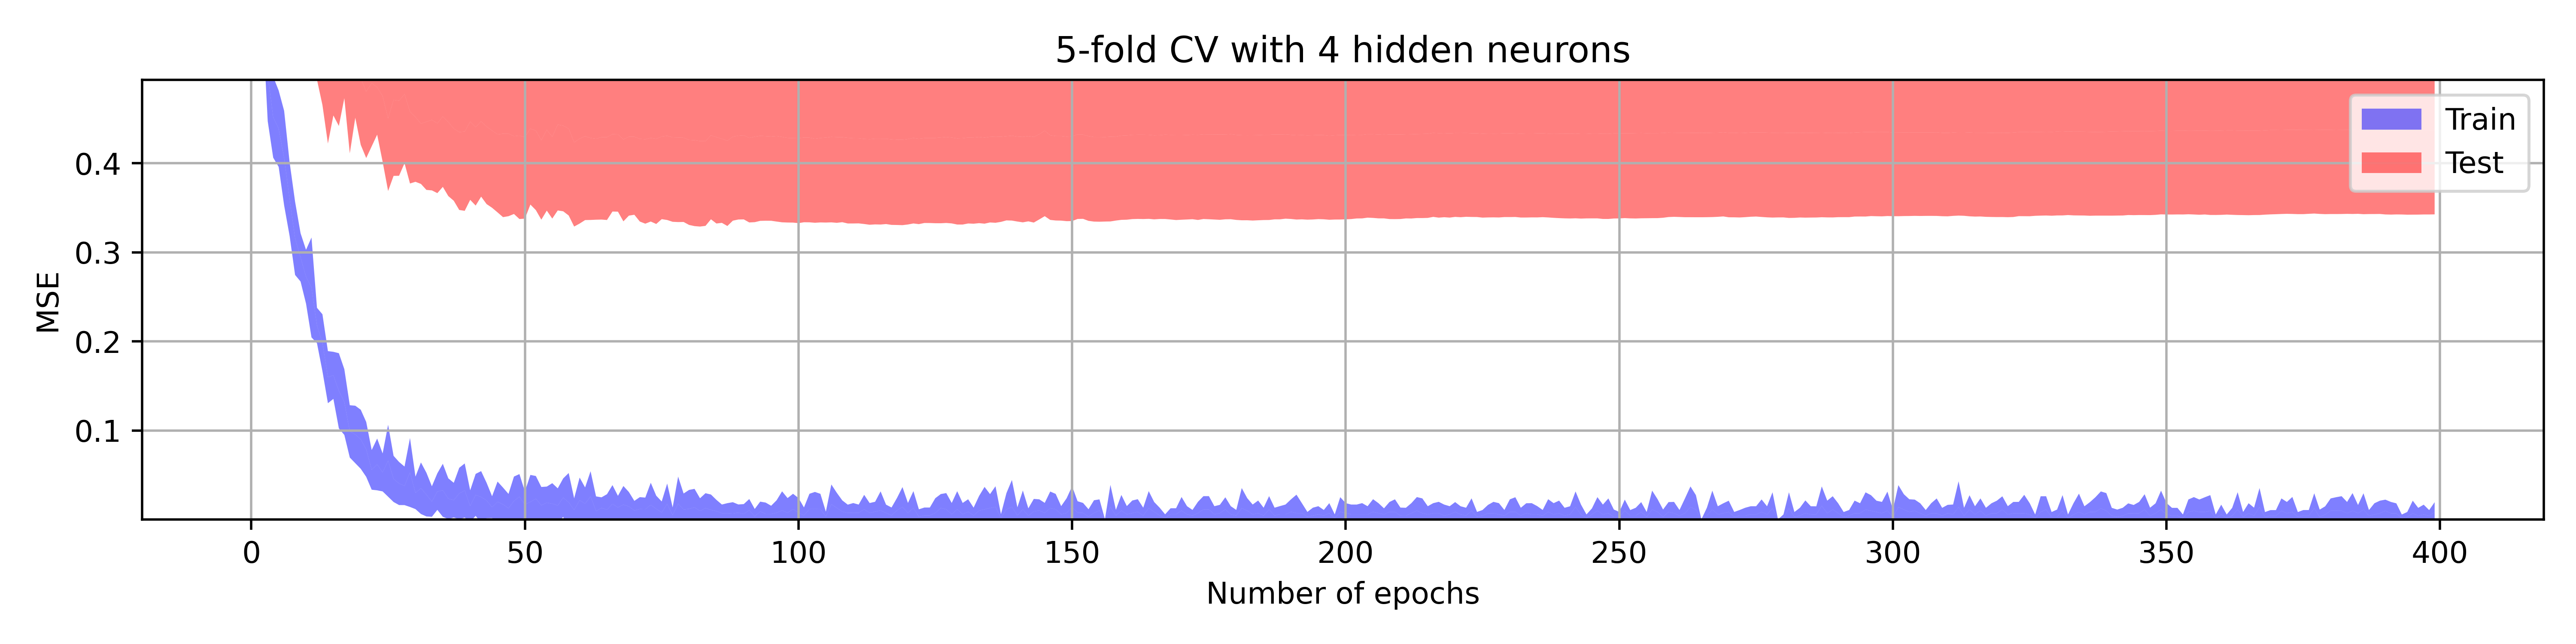 5-fold CV with 4 hidden neurons
Train
Test
MSE
0.4
0.3
0.2
0.1
0 50 100 150 200 250 300 350 400
Number of epochs